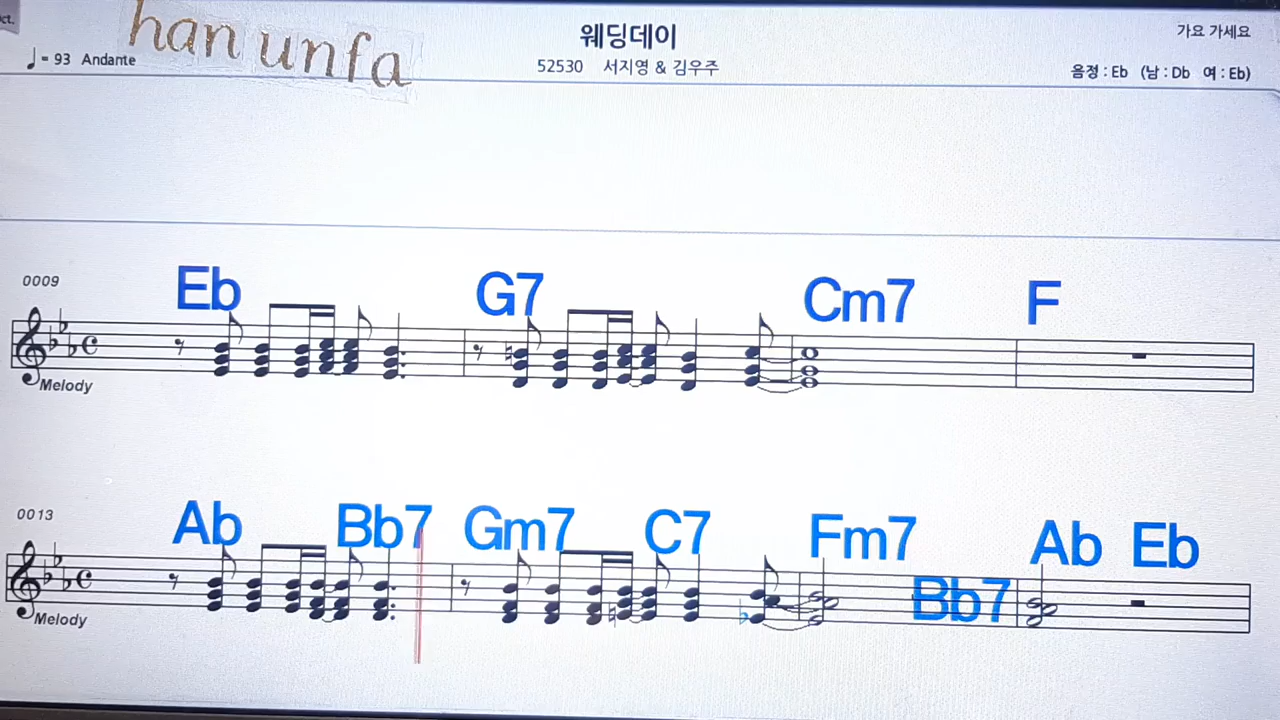 ct.
han unfa
♩= 93 Andante
웨딩데이
52530 서지영 & 김우주
가요 가세요
음정 : Eb (남 : Db 여 : Eb)
0009
Eb G7 Cm7 F
Melody
0013
Ab Bb7 Gm7 C7 Fm7 Bb7 Ab Eb
Melody